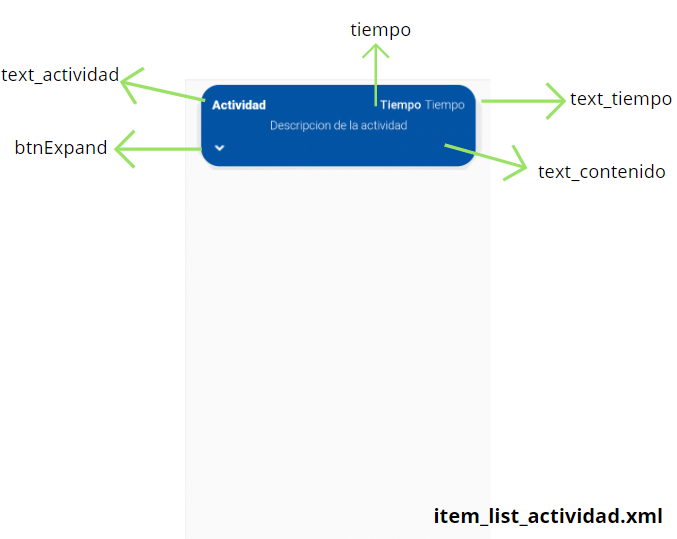 tiempo
text_actividad
Actividad
Tiempo Tiempo
text_tiempo
Descripcion de la actividad
btnExpand
text_contenido
item_list_actividad.xml